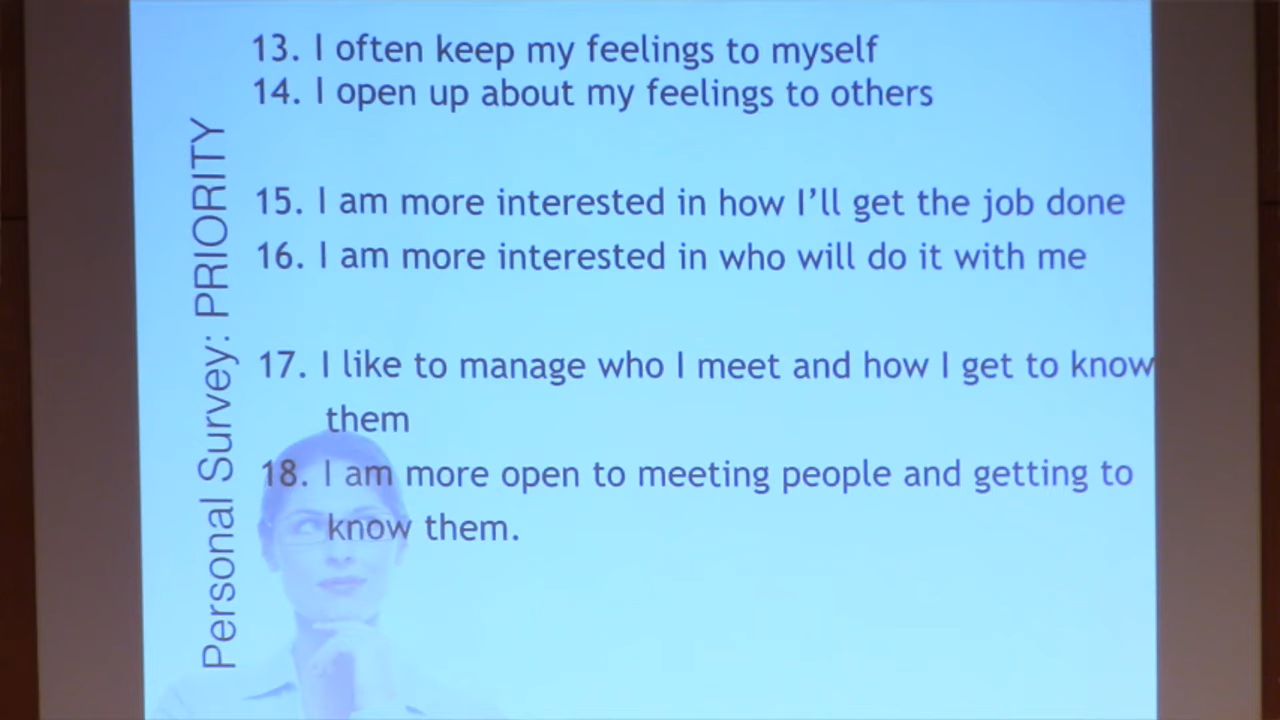 Personal Survey: PRIORITY
13. I often keep my feelings to myself
14. I open up about my feelings to others
15. I am more interested in how I’ll get the job done
16. I am more interested in who will do it with me
17. I like to manage who I meet and how I get to know
them
18. I am more open to meeting people and getting to
know them.